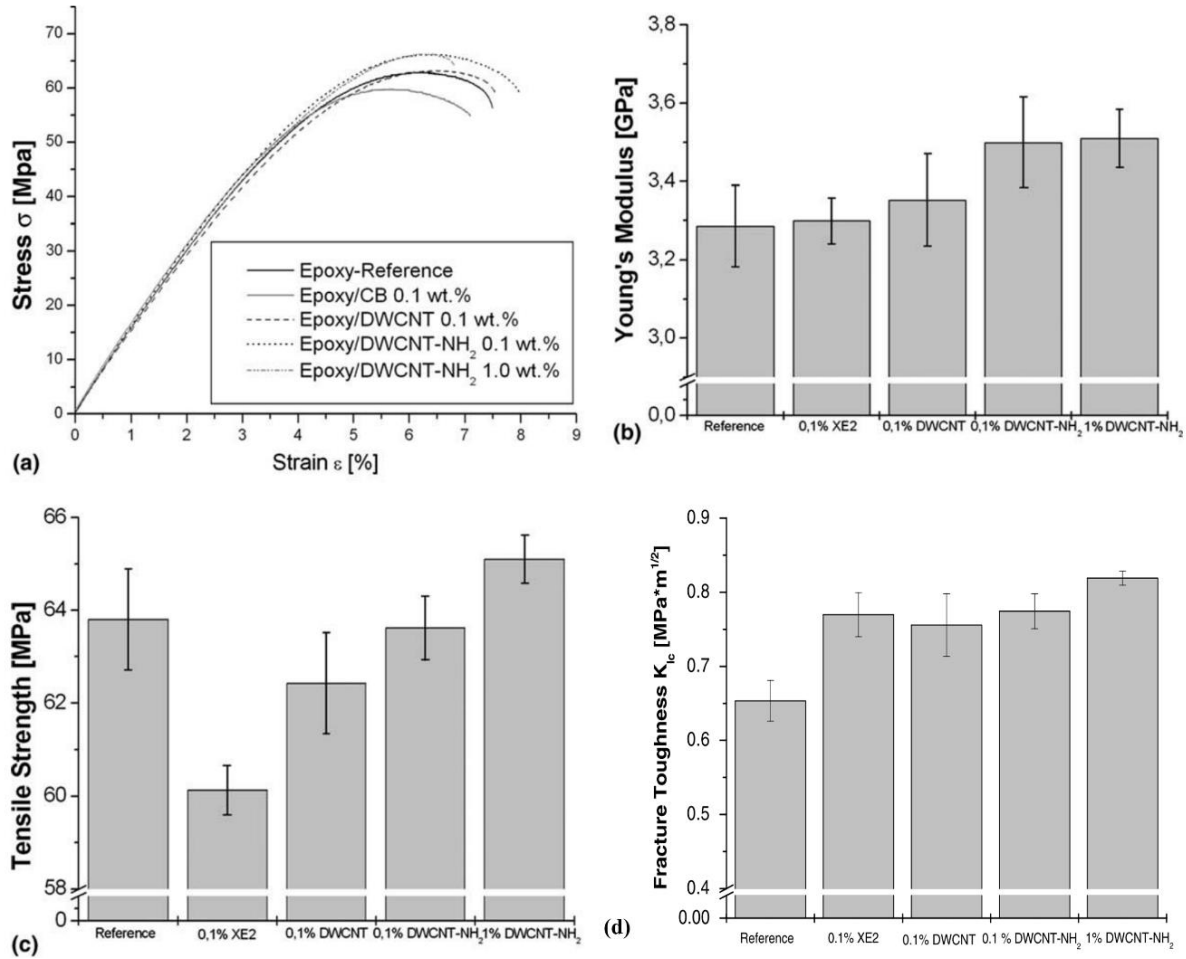 70
60
50
40
30
20
10
0
0 1 2 3 4 5 6 7 8 9
Stress σ [Mpa]
Strain ε [%]
Epoxy-Reference
Epoxy/CB 0.1 wt.%
Epoxy/DWCNT 0.1 wt.%
Epoxy/DWCNT-NH₂ 0.1 wt.%
Epoxy/DWCNT-NH₂ 1.0 wt.%
(a)
3,8
3,6
3,4
3,2
3,0
0,0
Young's Modulus [GPa]
Reference 0,1% XE2 0,1% DWCNT 0,1% DWCNT-NH₂ 1% DWCNT-NH₂
(b)
66
64
62
60
58
0
Tensile Strength [MPa]
Reference 0,1% XE2 0,1% DWCNT 0,1% DWCNT-NH₂ 1% DWCNT-NH₂
(c)
0.9
0.8
0.7
0.6
0.5
0.4
0.00
Fracture Toughness K_Ic [MPa*m^1/2]
Reference 0.1% XE2 0.1% DWCNT 0.1 % DWCNT-NH₂ 1% DWCNT-NH₂
(d)